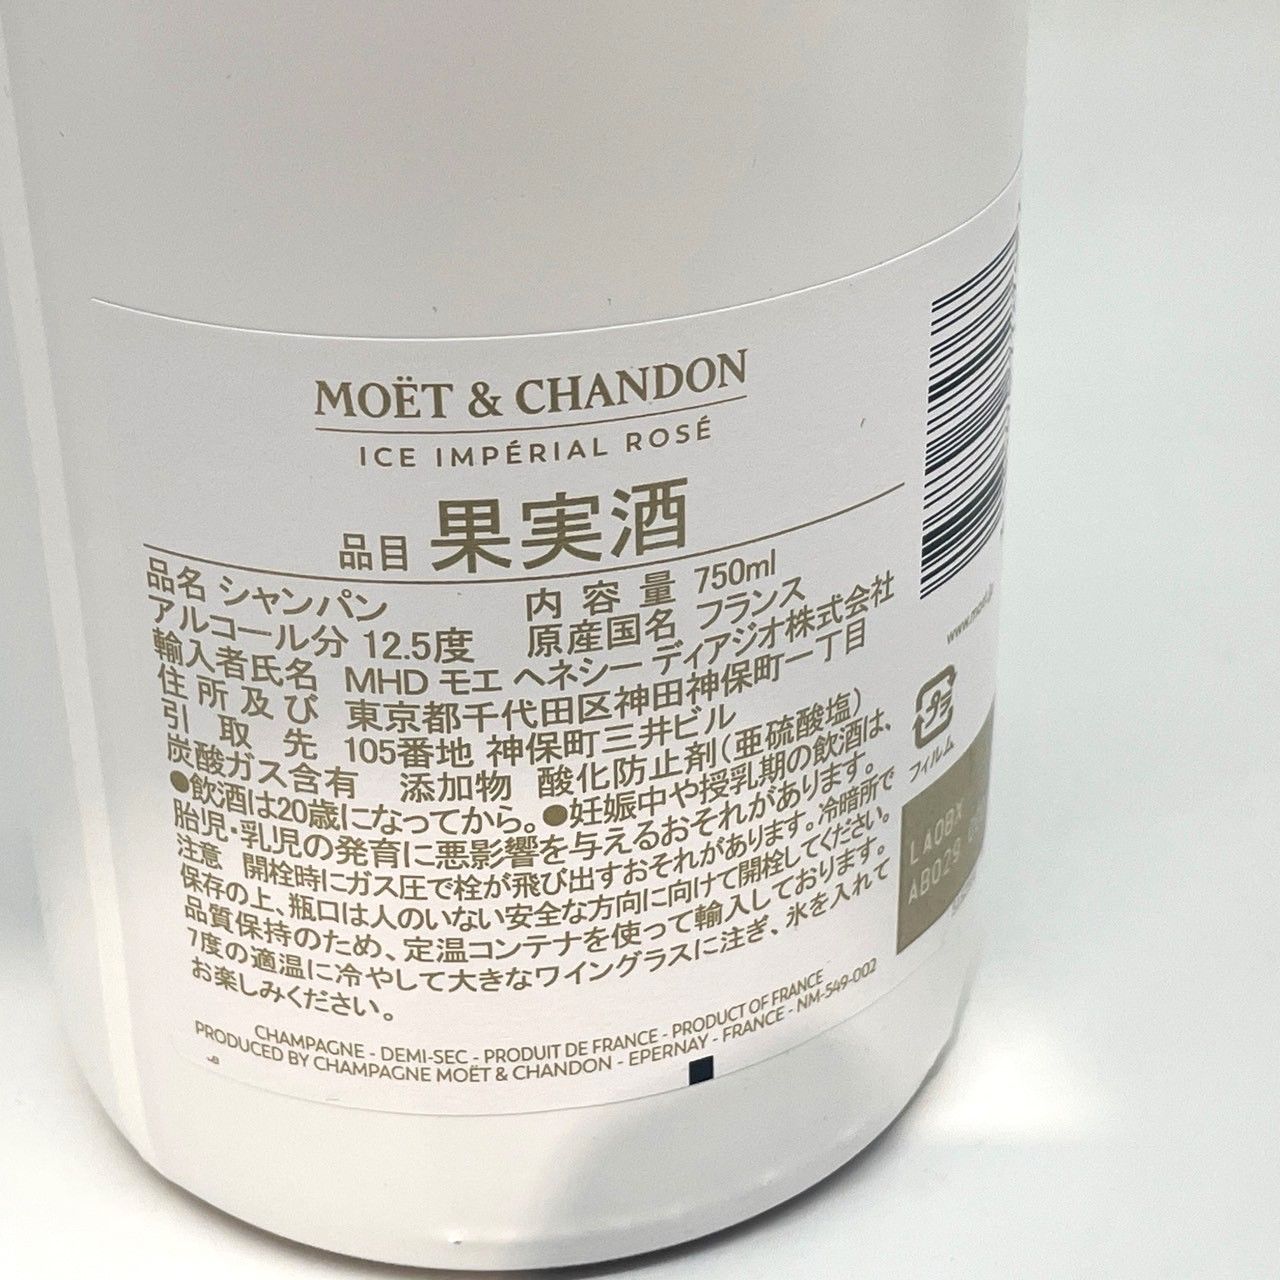 MOËT & CHANDON
ICE IMPÉRIAL ROSÉ
品目 果実酒
品名 シャンパン 内容量 750ml
アルコール分 12.5度 原産国名 フランス
輸入者氏名 MHD モエ ヘネシー ディアジオ株式会社
住所及び 東京都千代田区神田神保町一丁目
引取先 105番地 神保町三井ビル
炭酸ガス含有 添加物 酸化防止剤(亜硫酸塩)
●飲酒は20歳になってから。●妊娠中や授乳期の飲酒は、
胎児・乳児の発育に悪影響を与えるおそれがあります。
注意 開栓時にガス圧で栓が飛び出すおそれがあります。冷暗所で
保存の上、瓶口は人のいない安全な方向に向けて開栓してください。
品質保持のため、定温コンテナを使って輸入しております。
7度の適温に冷やして大きなワイングラスに注ぎ、氷を入れて
お楽しみください。
CHAMPAGNE - DEMI-SEC - PRODUIT DE FRANCE - PRODUCT OF FRANCE
PRODUCED BY CHAMPAGNE MOËT & CHANDON - EPERNAY - FRANCE - NM-549-002
プラ
フィルム
LA0BX
AB029